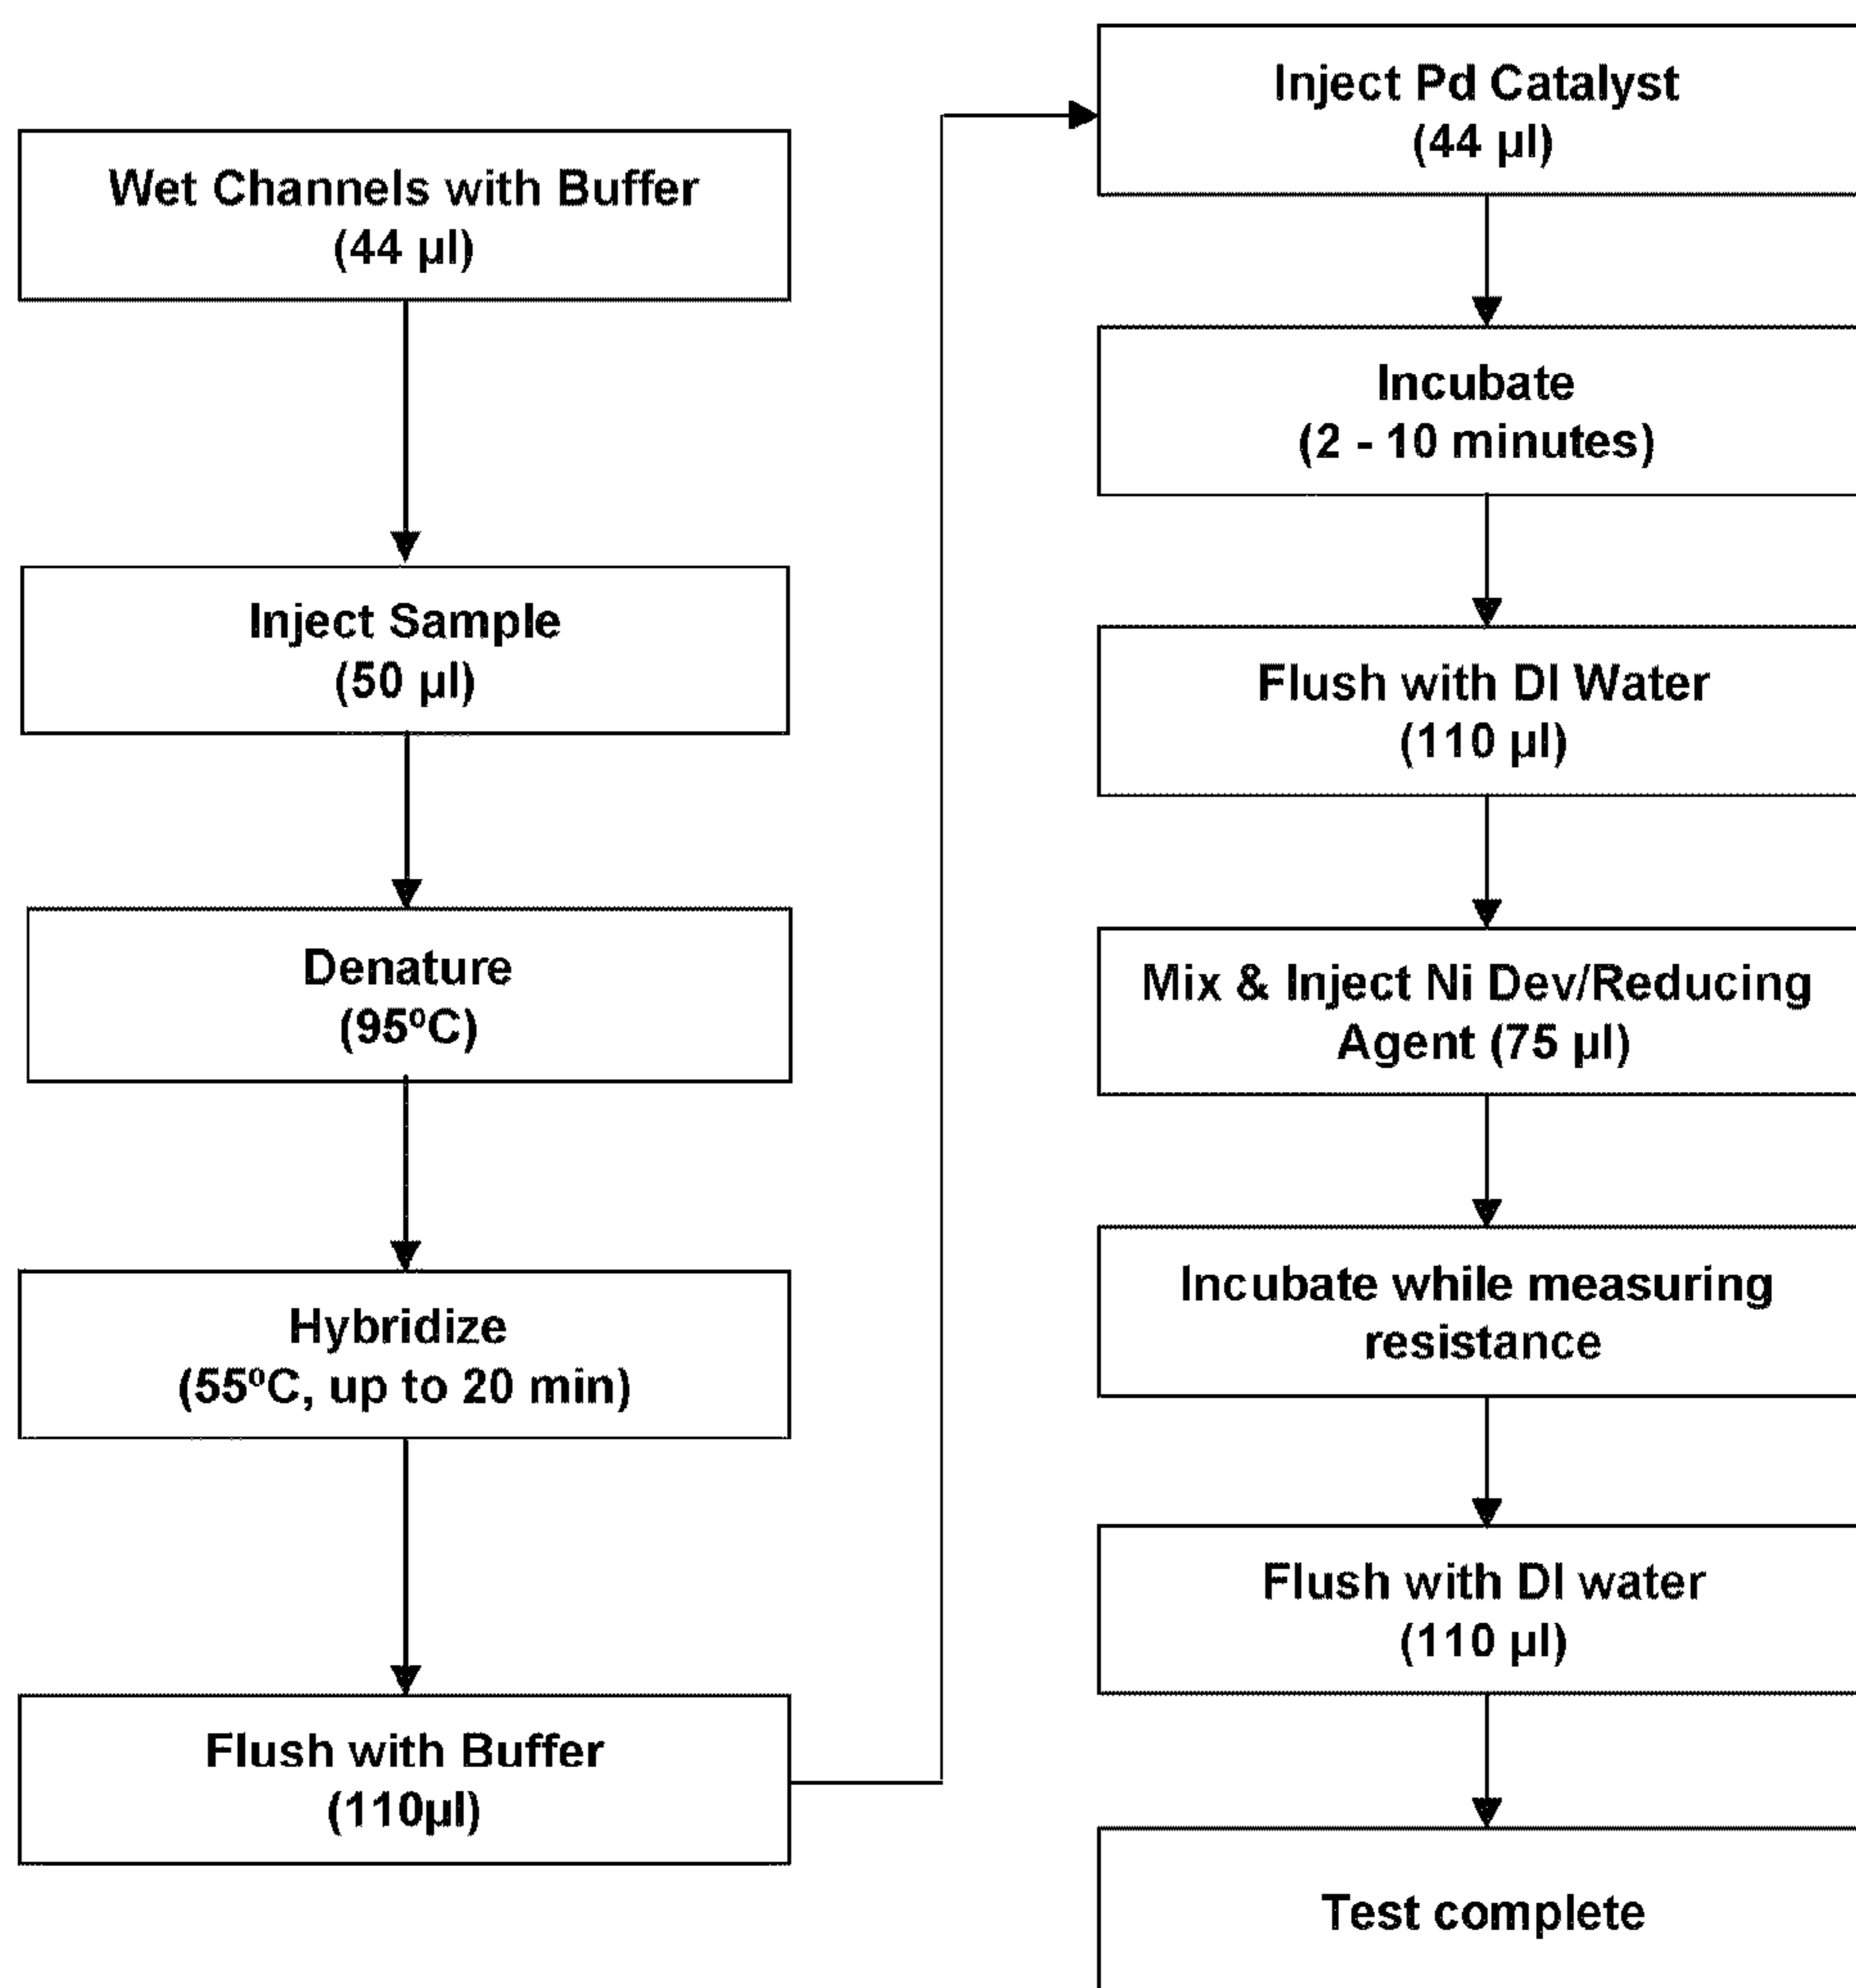 Wet Channels with Buffer
(44 µl)
Inject Sample
(50 µl)
Denature
(95ºC)
Hybridize
(55ºC, up to 20 min)
Flush with Buffer
(110µl)
Inject Pd Catalyst
(44 µl)
Incubate
(2 - 10 minutes)
Flush with DI Water
(110 µl)
Mix & Inject Ni Dev/Reducing
Agent (75 µl)
Incubate while measuring
resistance
Flush with DI water
(110 µl)
Test complete